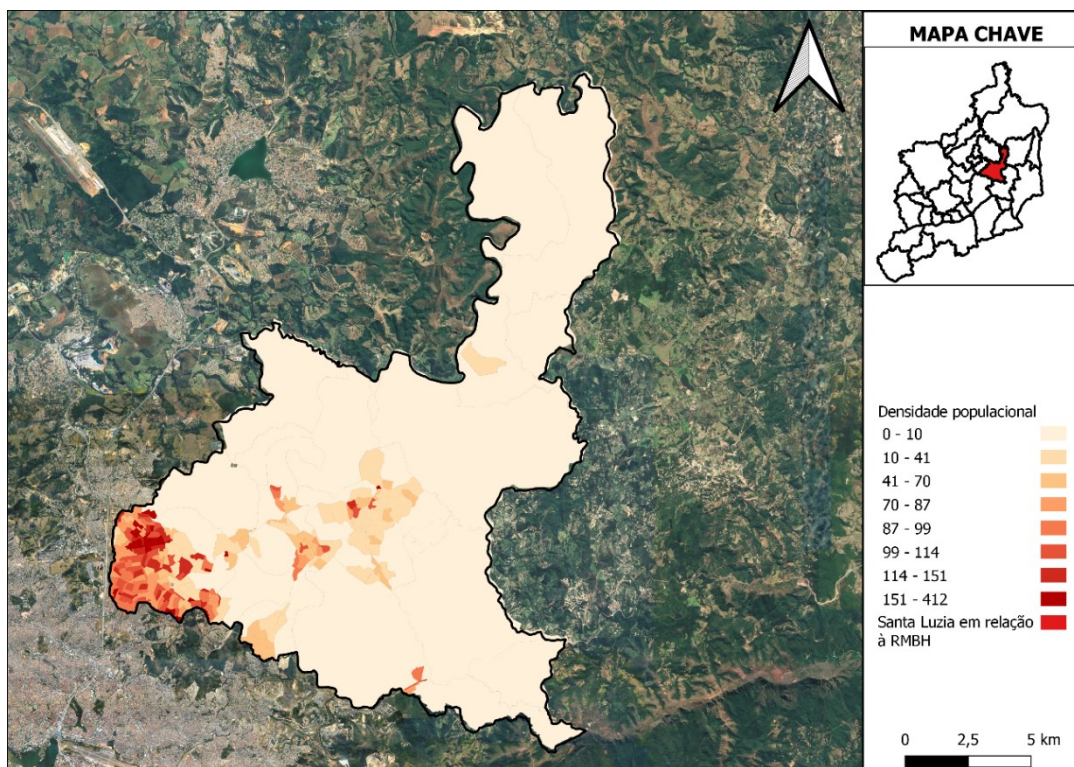 MAPA CHAVE
Densidade populacional
0 - 10
10 - 41
41 - 70
70 - 87
87 - 99
99 - 114
114 - 151
151 - 412
Santa Luzia em relação
à RMBH
0 2,5 5 km